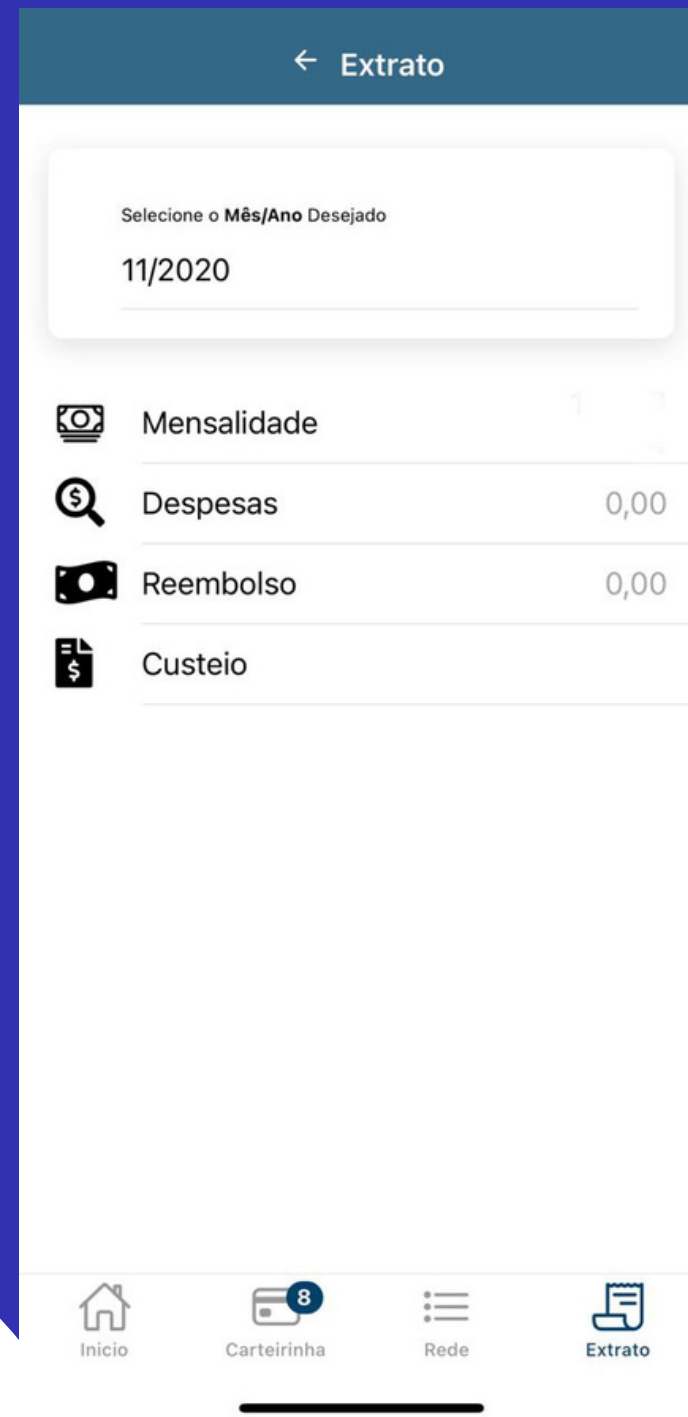 ← Extrato
Selecione o Mês/Ano Desejado
11/2020
Mensalidade
Despesas 0,00
Reembolso 0,00
Custeio
8
Inicio Carteirinha Rede Extrato